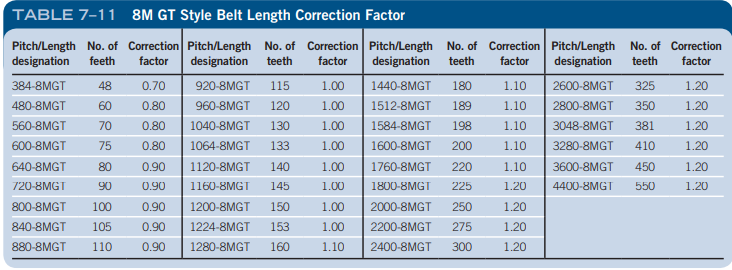 TABLE 7–11 8M GT Style Belt Length Correction Factor
Pitch/Length No. of Correction Pitch/Length No. of Correction Pitch/Length No. of Correction Pitch/Length No. of Correction
designation feeth factor designation teeth factor designation teeth factor designation teeth factor
384-8MGT 48 0.70 920-8MGT 115 1.00 1440-8MGT 180 1.10 2600-8MGT 325 1.20
480-8MGT 60 0.80 960-8MGT 120 1.00 1512-8MGT 189 1.10 2800-8MGT 350 1.20
560-8MGT 70 0.80 1040-8MGT 130 1.00 1584-8MGT 198 1.10 3048-8MGT 381 1.20
600-8MGT 75 0.80 1064-8MGT 133 1.00 1600-8MGT 200 1.10 3280-8MGT 410 1.20
640-8MGT 80 0.90 1120-8MGT 140 1.00 1760-8MGT 220 1.10 3600-8MGT 450 1.20
720-8MGT 90 0.90 1160-8MGT 145 1.00 1800-8MGT 225 1.20 4400-8MGT 550 1.20
800-8MGT 100 0.90 1200-8MGT 150 1.00 2000-8MGT 250 1.20
840-8MGT 105 0.90 1224-8MGT 153 1.00 2200-8MGT 275 1.20
880-8MGT 110 0.90 1280-8MGT 160 1.10 2400-8MGT 300 1.20